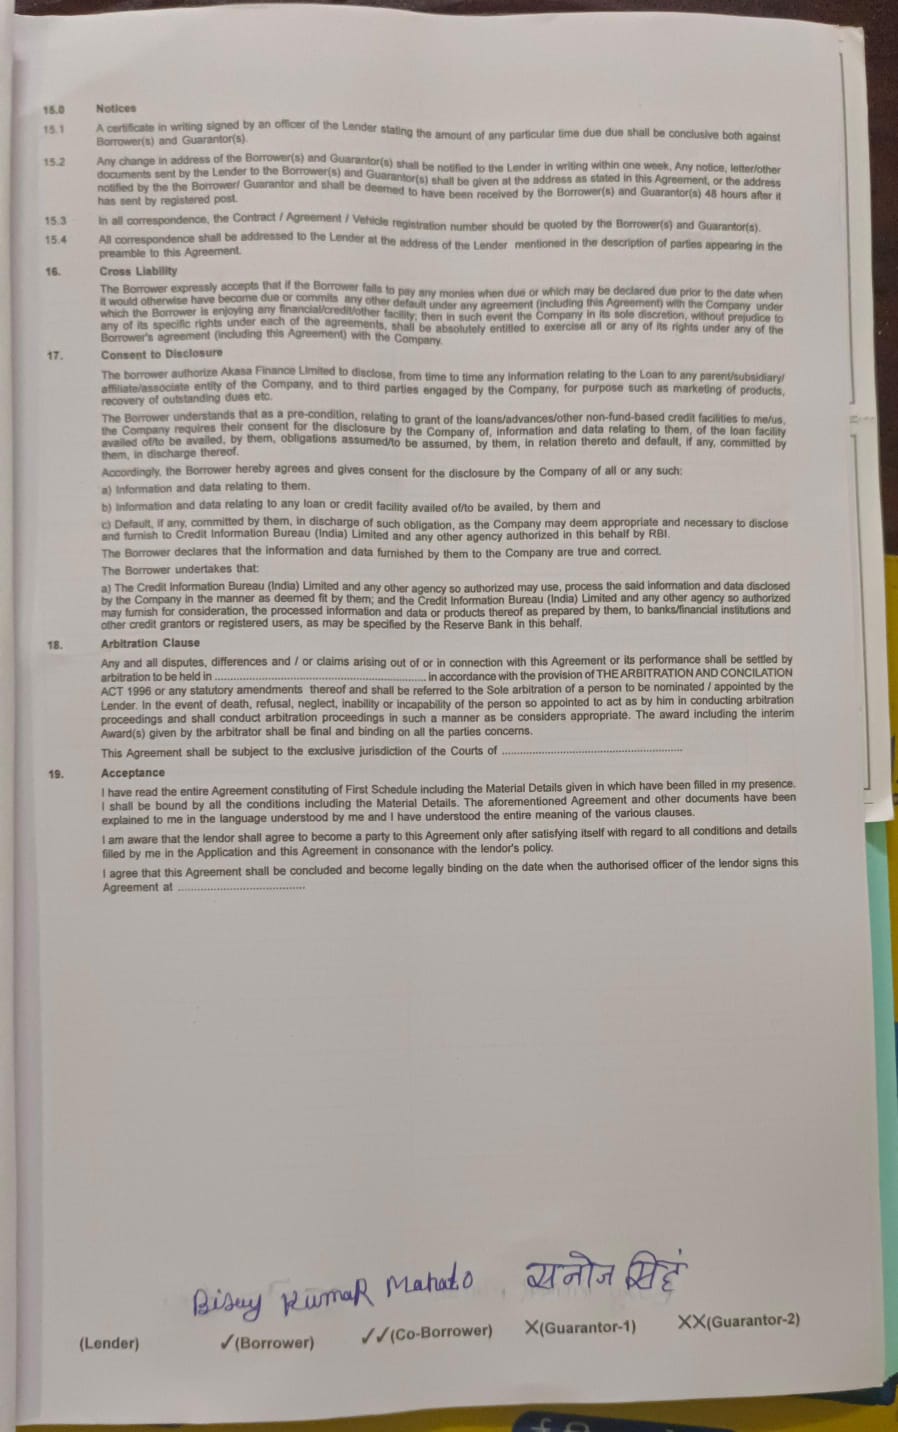 15.0 Notices
15.1 A certificate in writing signed by an officer of the Lender stating the amount of any particular time due due shall be conclusive both against
Borrower(s) and Guarantor(s).
15.2 Any change in address of the Borrower(s) and Guarantor(s) shall be notified to the Lender in writing within one week, Any notice, letter/other
documents sent by the Lender to the Borrower(s) and Guarantor(s) shall be given at the address as stated in this Agreement, or the address
notified by the the Borrower/ Guarantor and shall be deemed to have been received by the Borrower(s) and Guarantor(s) 48 hours after it
has sent by registered post.
15.3 In all correspondence, the Contract / Agreement / Vehicle registration number should be quoted by the Borrower(s) and Guarantor(s).
15.4 All correspondence shall be addressed to the Lender at the address of the Lender mentioned in the description of parties appearing in the
preamble to this Agreement.
16. Cross Liability
The Borrower expressly accepts that if the Borrower fails to pay any monies when due or which may be declared due prior to the date when
it would otherwise have become due or commits any other default under any agreement (including this Agreement) with the Company under
which the Borrower is enjoying any financial/credit/other facility; then in such event the Company in its sole discretion, without prejudice to
any of its specific rights under each of the agreements, shall be absolutely entitled to exercise all or any of its rights under any of the
Borrower's agreement (including this Agreement) with the Company.
17. Consent to Disclosure
The borrower authorize Akasa Finance Limited to disclose, from time to time any information relating to the Loan to any parent/subsidiary/
affiliate/associate entity of the Company, and to third parties engaged by the Company, for purpose such as marketing of products,
recovery of outstanding dues etc.
The Borrower understands that as a pre-condition, relating to grant of the loans/advances/other non-fund-based credit facilities to me/us,
the Company requires their consent for the disclosure by the Company of, information and data relating to them, of the loan facility
availed of/to be availed, by them, obligations assumed/to be assumed, by them, in relation thereto and default, if any, committed by
them, in discharge thereof.
Accordingly, the Borrower hereby agrees and gives consent for the disclosure by the Company of all or any such:
a) Information and data relating to them.
b) Information and data relating to any loan or credit facility availed of/to be availed, by them and
c) Default, if any, committed by them, in discharge of such obligation, as the Company may deem appropriate and necessary to disclose
and furnish to Credit Information Bureau (India) Limited and any other agency authorized in this behalf by RBI.
The Borrower declares that the information and data furnished by them to the Company are true and correct.
The Borrower undertakes that:
a) The Credit Information Bureau (India) Limited and any other agency so authorized may use, process the said information and data disclosed
by the Company in the manner as deemed fit by them; and the Credit Information Bureau (India) Limited and any other agency so authorized
may furnish for consideration, the processed information and data or products thereof as prepared by them, to banks/financial institutions and
other credit grantors or registered users, as may be specified by the Reserve Bank in this behalf.
18. Arbitration Clause
Any and all disputes, differences and / or claims arising out of or in connection with this Agreement or its performance shall be settled by
arbitration to be held in ................................................................ in accordance with the provision of THE ARBITRATION AND CONCILATION
ACT 1996 or any statutory amendments thereof and shall be referred to the Sole arbitration of a person to be nominated / appointed by the
Lender. In the event of death, refusal, neglect, inability or incapability of the person so appointed to act as by him in conducting arbitration
proceedings and shall conduct arbitration proceedings in such a manner as be considers appropriate. The award including the interim
Award(s) given by the arbitrator shall be final and binding on all the parties concerns.
This Agreement shall be subject to the exclusive jurisdiction of the Courts of ............................................................
19. Acceptance
I have read the entire Agreement constituting of First Schedule including the Material Details given in which have been filled in my presence.
I shall be bound by all the conditions including the Material Details. The aforementioned Agreement and other documents have been
explained to me in the language understood by me and I have understood the entire meaning of the various clauses.
I am aware that the lendor shall agree to become a party to this Agreement only after satisfying itself with regard to all conditions and details
filled by me in the Application and this Agreement in consonance with the lendor's policy.
I agree that this Agreement shall be concluded and become legally binding on the date when the authorised officer of the lendor signs this
Agreement at .......................................
Bisuy Kumar Mahato सनोज सिहं
(Lender) ✓(Borrower) ✓✓(Co-Borrower) X(Guarantor-1) XX(Guarantor-2)